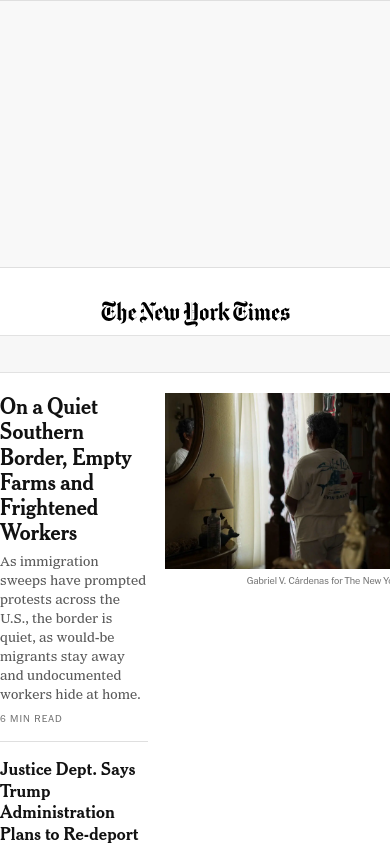 The New York Times
On a Quiet
Southern
Border, Empty
Farms and
Frightened
Workers
As immigration
sweeps have prompted
protests across the
U.S., the border is
quiet, as would-be
migrants stay away
and undocumented
workers hide at home.
6 MIN READ
Gabriel V. Cárdenas for The New
Justice Dept. Says
Trump
Administration
Plans to Re-deport